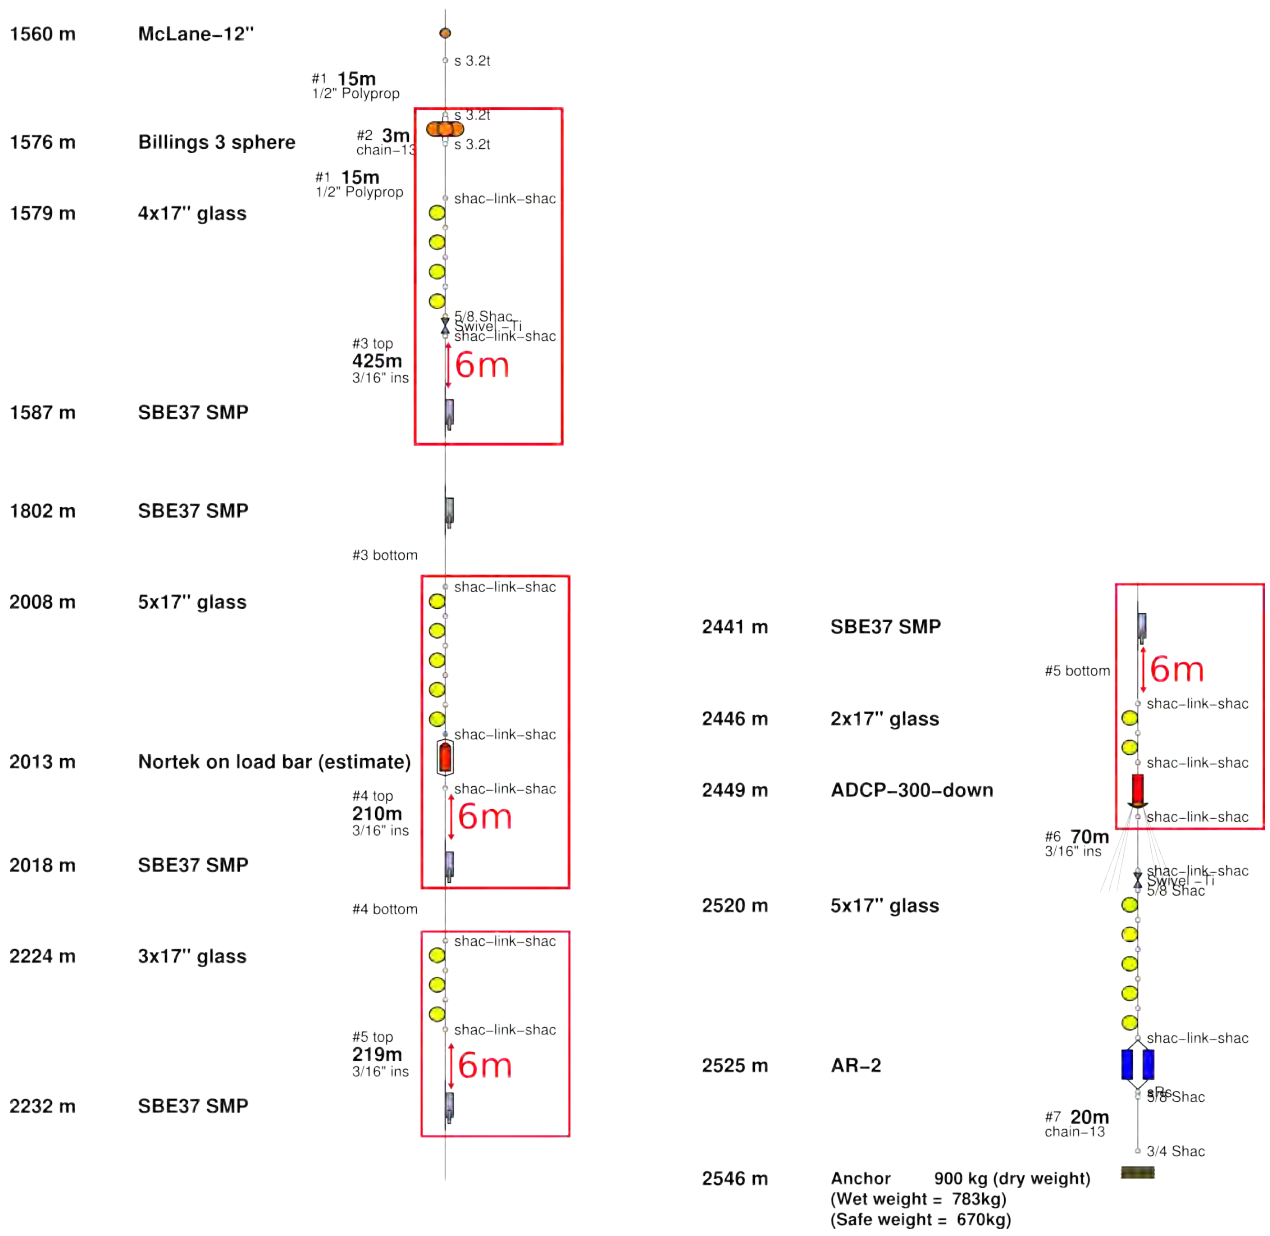 1560 m McLane–12"
s 3.2t
#1 15m
1/2" Polyprop
s 3.2t
1576 m Billings 3 sphere
#2 3m
chain–13
s 3.2t
#1 15m
1/2" Polyprop
shac–link–shac
1579 m 4x17" glass
5/8 Shac
Swivel –Ti
shac–link–shac
#3 top
425m
3/16" ins
6m
1587 m SBE37 SMP
1802 m SBE37 SMP
#3 bottom
shac–link–shac
2008 m 5x17" glass
shac–link–shac
2013 m Nortek on load bar (estimate)
shac–link–shac
#4 top
210m
3/16" ins
6m
2018 m SBE37 SMP
#4 bottom
shac–link–shac
2224 m 3x17" glass
shac–link–shac
#5 top
219m
3/16" ins
6m
2232 m SBE37 SMP
2441 m SBE37 SMP
#5 bottom
6m
shac–link–shac
2446 m 2x17" glass
shac–link–shac
2449 m ADCP–300–down
shac–link–shac
#6 70m
3/16" ins
shac–link–shac
Swivel –Ti
5/8 Shac
2520 m 5x17" glass
shac–link–shac
2525 m AR–2
5/8 Shac
#7 20m
chain–13
3/4 Shac
2546 m Anchor 900 kg (dry weight)
(Wet weight = 783kg)
(Safe weight = 670kg)